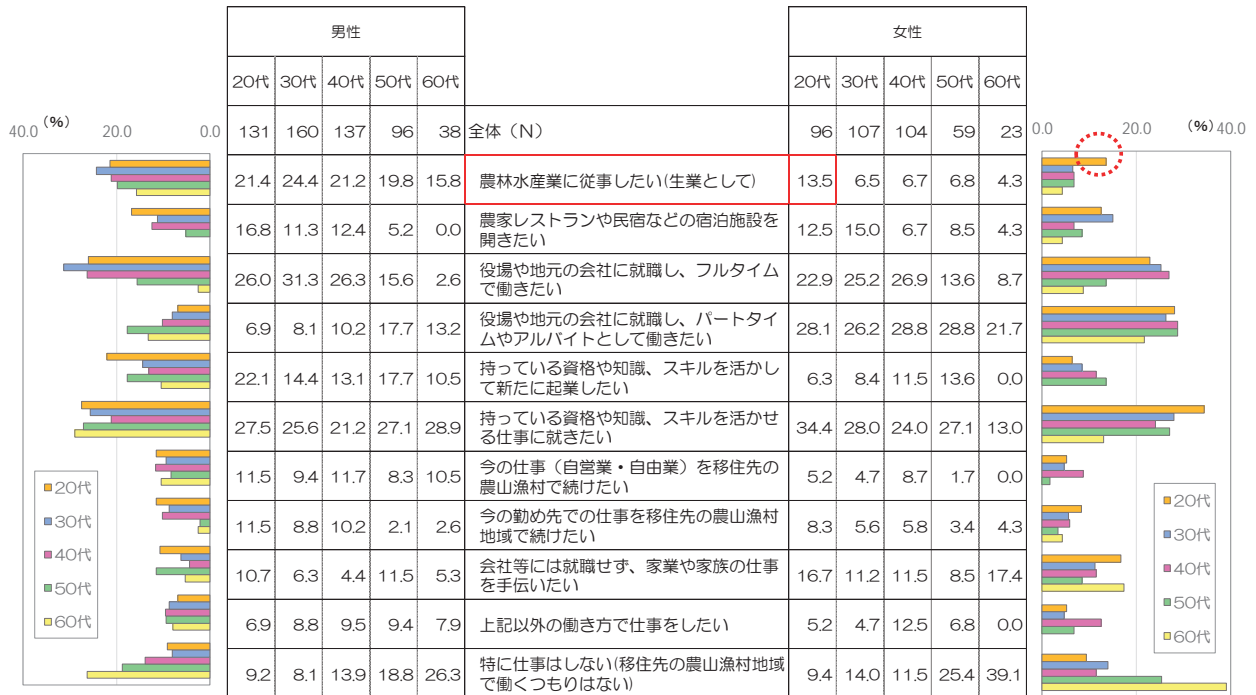 男性 女性
20代 30代 40代 50代 60代 20代 30代 40代 50代 60代
40.0 (%) 20.0 0.0 131 160 137 96 38 全体（N） 96 107 104 59 23 0.0 20.0 (%) 40.0
21.4 24.4 21.2 19.8 15.8 農林水産業に従事したい(生業として) 13.5 6.5 6.7 6.8 4.3
16.8 11.3 12.4 5.2 0.0 農家レストランや民宿などの宿泊施設を
開きたい 12.5 15.0 6.7 8.5 4.3
26.0 31.3 26.3 15.6 2.6 役場や地元の会社に就職し、フルタイム
で働きたい 22.9 25.2 26.9 13.6 8.7
6.9 8.1 10.2 17.7 13.2 役場や地元の会社に就職し、パートタイ
ムやアルバイトとして働きたい 28.1 26.2 28.8 28.8 21.7
22.1 14.4 13.1 17.7 10.5 持っている資格や知識、スキルを活かし
て新たに起業したい 6.3 8.4 11.5 13.6 0.0
27.5 25.6 21.2 27.1 28.9 持っている資格や知識、スキルを活かせ
る仕事に就きたい 34.4 28.0 24.0 27.1 13.0
11.5 9.4 11.7 8.3 10.5 今の仕事（自営業・自由業）を移住先の
農山漁村で続けたい 5.2 4.7 8.7 1.7 0.0
11.5 8.8 10.2 2.1 2.6 今の勤め先での仕事を移住先の農山漁村
地域で続けたい 8.3 5.6 5.8 3.4 4.3
10.7 6.3 4.4 11.5 5.3 会社等には就職せず、家業や家族の仕事
を手伝いたい 16.7 11.2 11.5 8.5 17.4
6.9 8.8 9.5 9.4 7.9 上記以外の働き方で仕事をしたい 5.2 4.7 12.5 6.8 0.0
9.2 8.1 13.9 18.8 26.3 特に仕事はしない(移住先の農山漁村地域
で働くつもりはない) 9.4 14.0 11.5 25.4 39.1
20代
30代
40代
50代
60代
20代
30代
40代
50代
60代